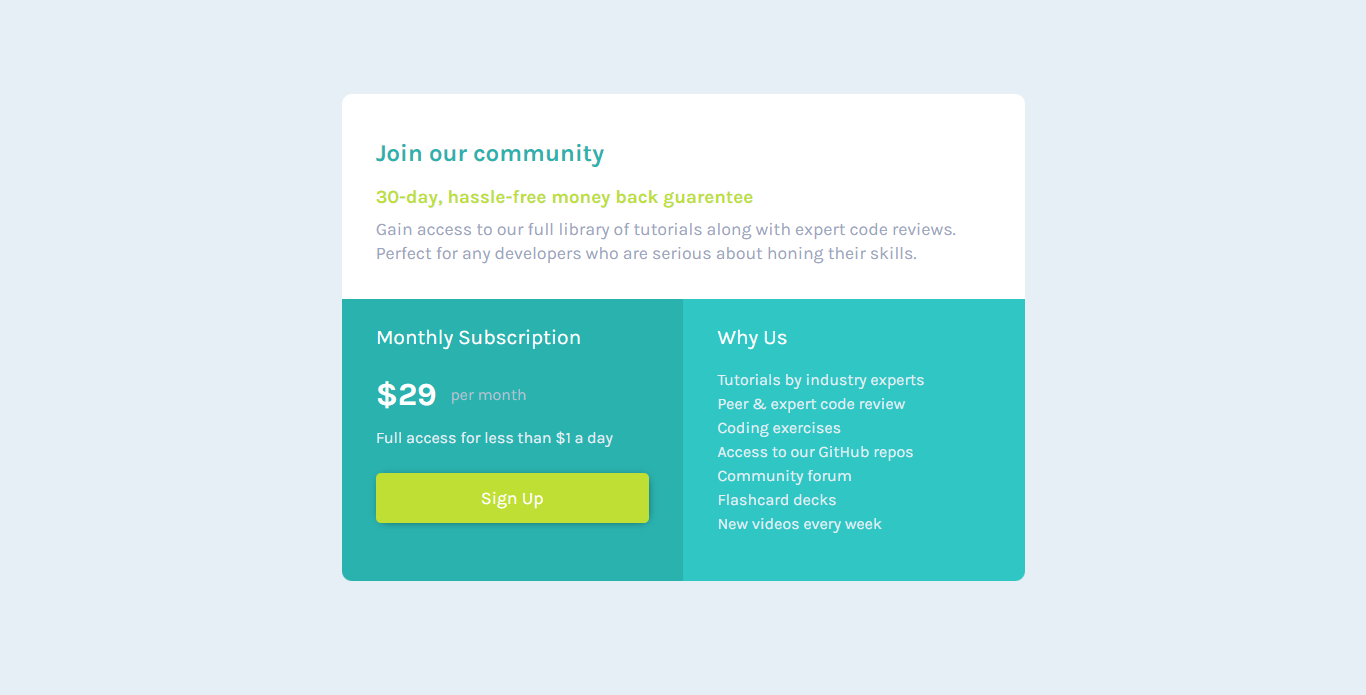 Join our community
30-day, hassle-free money back guarentee
Gain access to our full library of tutorials along with expert code reviews.
Perfect for any developers who are serious about honing their skills.
Monthly Subscription
$29 per month
Full access for less than $1 a day
Sign Up
Why Us
Tutorials by industry experts
Peer & expert code review
Coding exercises
Access to our GitHub repos
Community forum
Flashcard decks
New videos every week